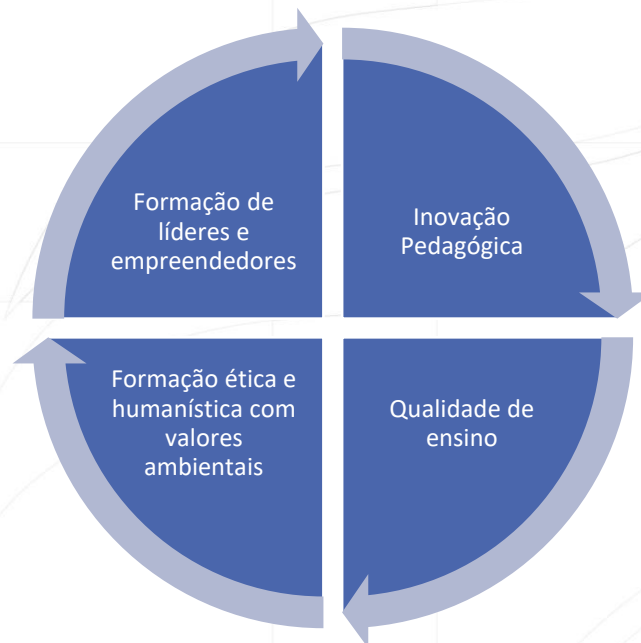 Formação de
líderes e
empreendedores
Inovação
Pedagógica
Formação ética e
humanística com
valores
ambientais
Qualidade de
ensino